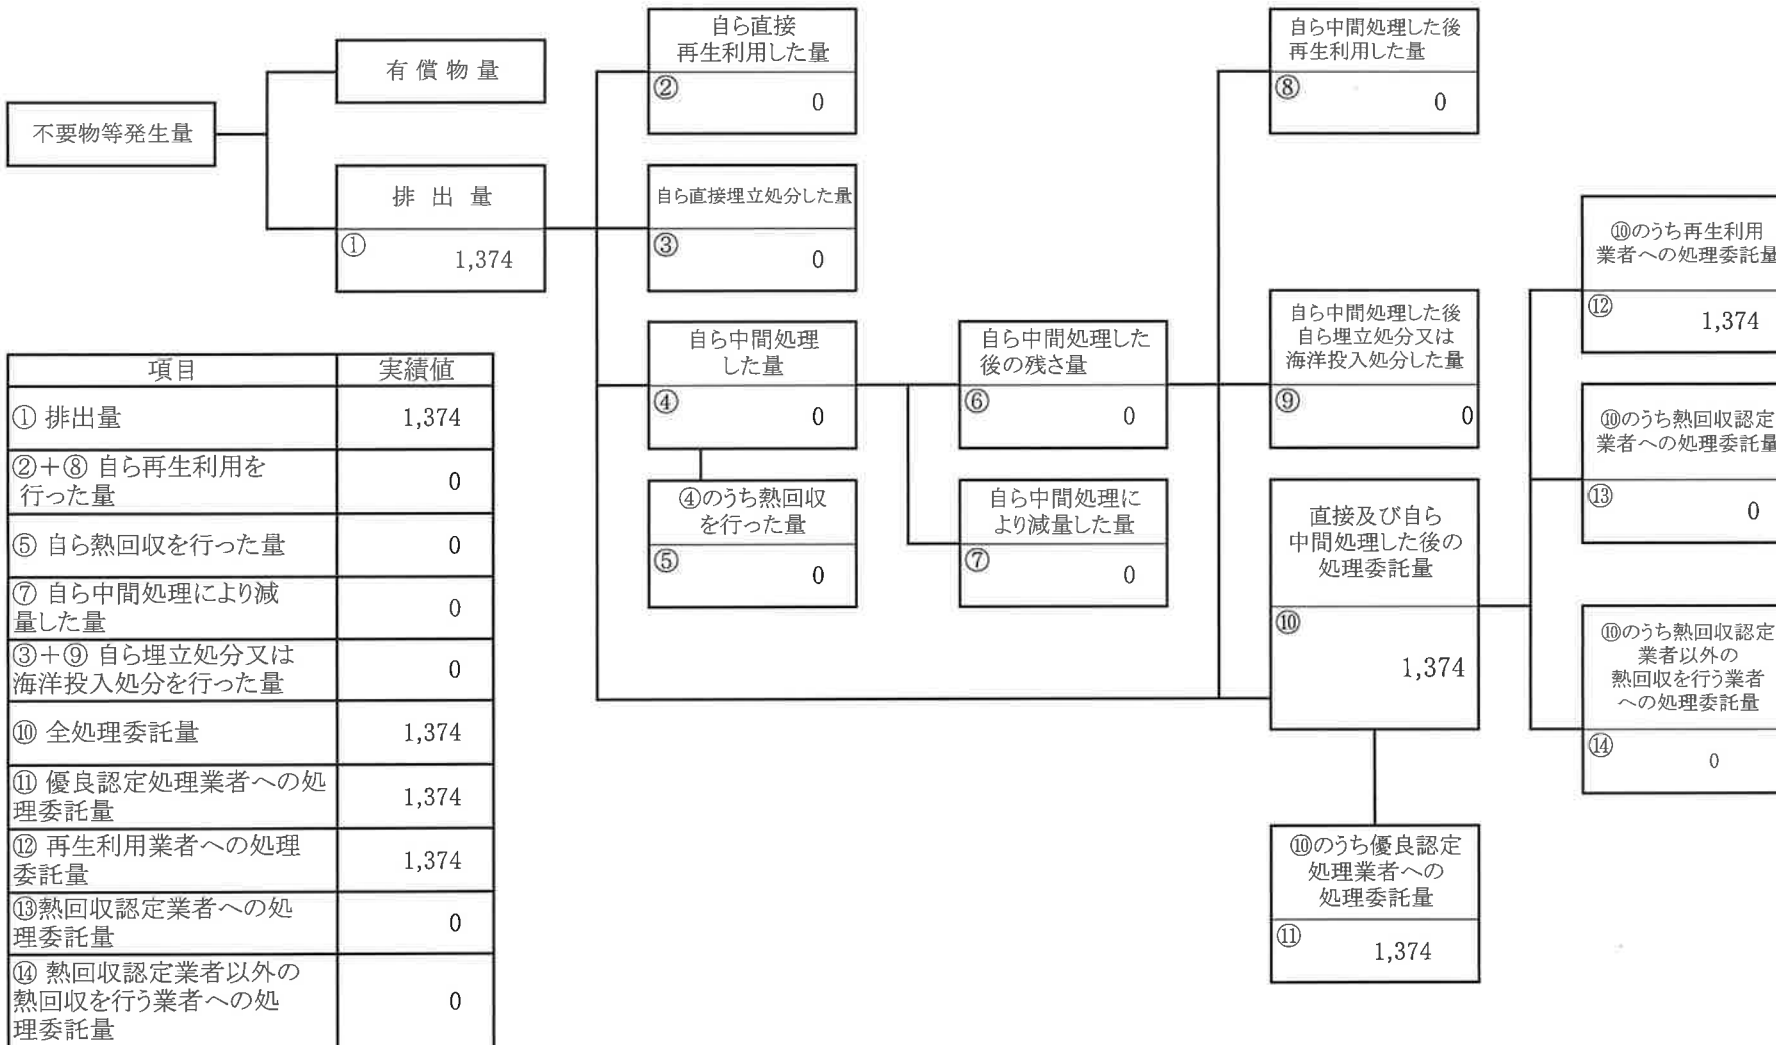 不要物等発生量
有償物量
排出量
①
1,374
自ら直接
再生利用した量
②
0
自ら直接埋立処分した量
③
0
自ら中間処理
した量
④
0
④のうち熱回収
を行った量
⑤
0
自ら中間処理した
後の残さ量
⑥
0
自ら中間処理に
より減量した量
⑦
0
自ら中間処理した後
再生利用した量
⑧
0
自ら中間処理した後
自ら埋立処分又は
海洋投入処分した量
⑨
0
直接及び自ら
中間処理した後の
処理委託量
⑩
1,374
⑩のうち優良認定
処理業者への
処理委託量
⑪
1,374
⑩のうち再生利用
業者への処理委託量
⑫
1,374
⑩のうち熱回収認定
業者への処理委託量
⑬
0
⑩のうち熱回収認定
業者以外の
熱回収を行う業者
への処理委託量
⑭
0
項目 実績値
① 排出量 1,374
②+⑧ 自ら再生利用を
行った量 0
⑤ 自ら熱回収を行った量 0
⑦ 自ら中間処理により減
量した量 0
③+⑨ 自ら埋立処分又は
海洋投入処分を行った量 0
⑩ 全処理委託量 1,374
⑪ 優良認定処理業者への処
理委託量 1,374
⑫ 再生利用業者への処理
委託量 1,374
⑬熱回収認定業者への処
理委託量 0
⑭ 熱回収認定業者以外の
熱回収を行う業者への処
理委託量 0